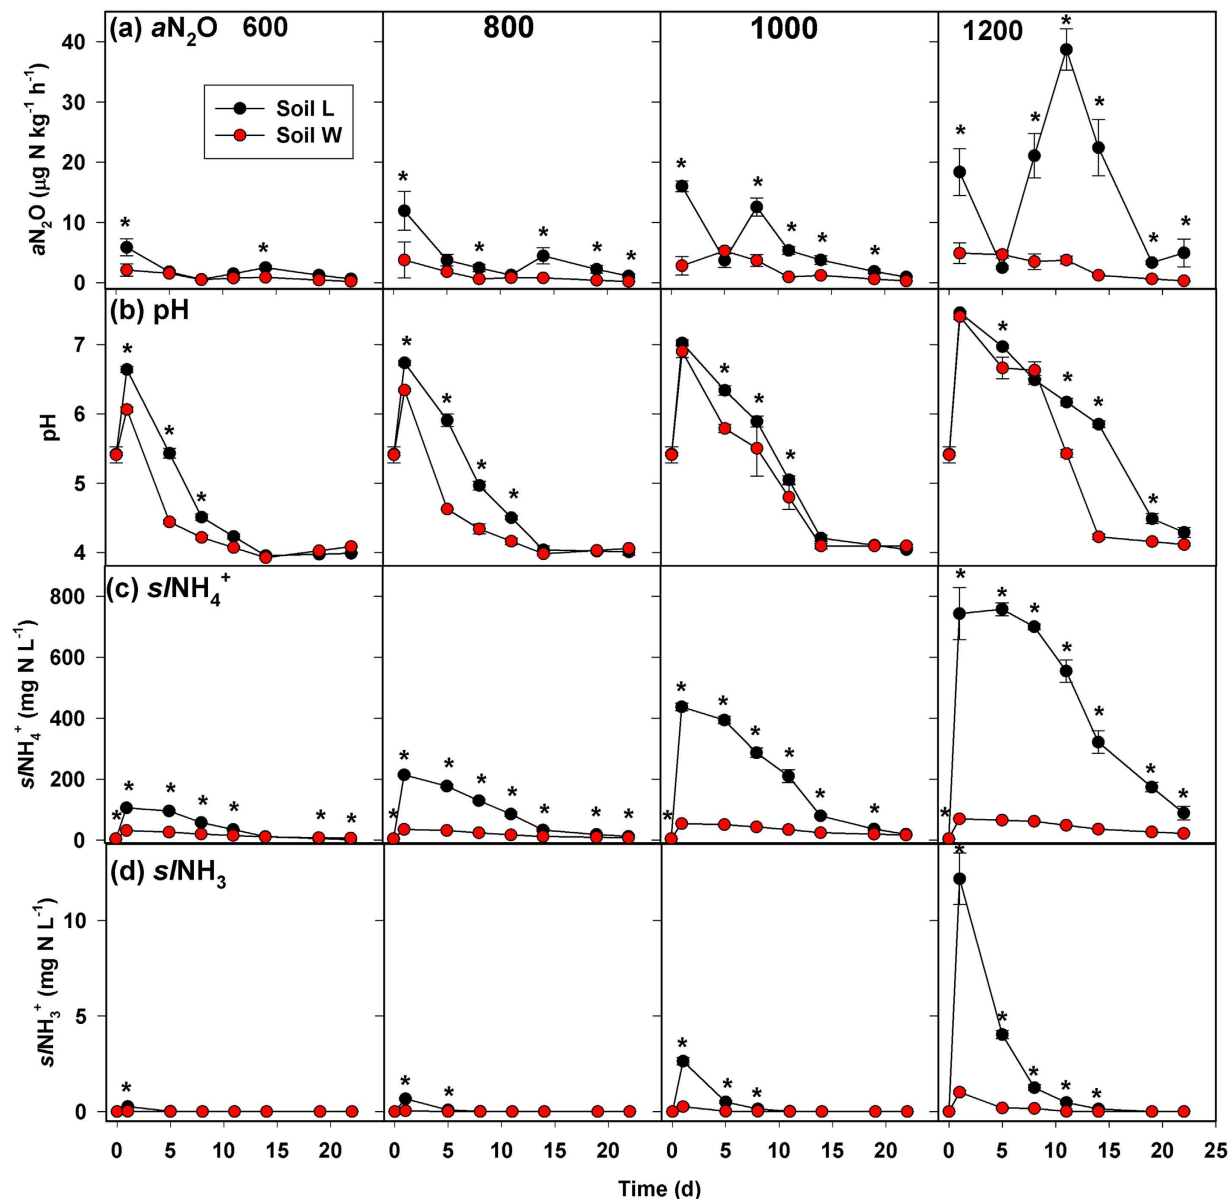 (a) aN₂O 600
800
1000
1200
Soil L
Soil W
aN₂O (µg N kg⁻¹ h⁻¹)
40
30
20
10
0
* * * * * * * * * * * * * * * * * *
(b) pH
pH
7
6
5
4
* * * * * * * * * * * * * *
(c) slNH₄⁺
slNH₄⁺ (mg N L⁻¹)
800
600
400
200
0
* * * * * * * * * * * * * * * * * * * * * * * * * * * * *
(d) slNH₃
slNH₃⁺ (mg N L⁻¹)
10
5
0
* * * * * * * * * * *
0 5 10 15 20 0 5 10 15 20 0 5 10 15 20 0 5 10 15 20 25
Time (d)